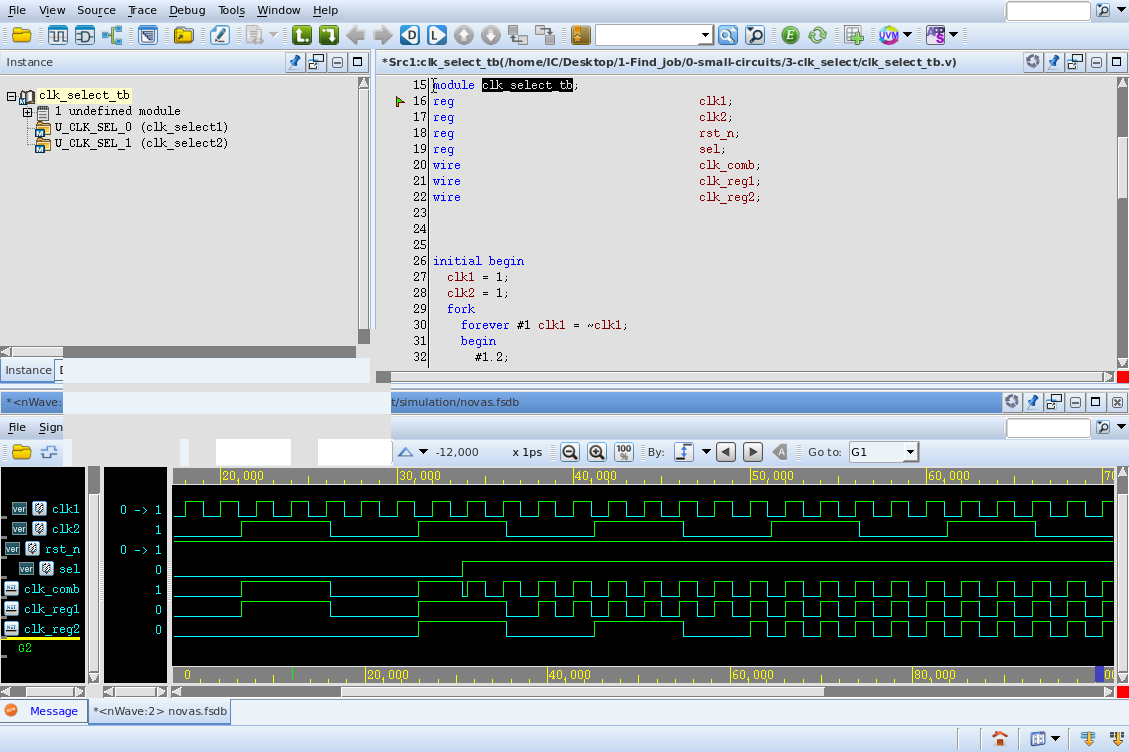 File View Source Trace Debug Tools Window Help
Instance
*Src1:clk_select_tb(/home/IC/Desktop/1-Find_job/0-small-circuits/3-clk_select/clk_select_tb.v)
clk_select_tb
1 undefined module
U_CLK_SEL_0 (clk_select1)
U_CLK_SEL_1 (clk_select2)
15 module clk_select_tb;
16 reg clk1;
17 reg clk2;
18 reg rst_n;
19 reg sel;
20 wire clk_comb;
21 wire clk_reg1;
22 wire clk_reg2;
23
24
25
26 initial begin
27 clk1 = 1;
28 clk2 = 1;
29 fork
30 forever #1 clk1 = ~clk1;
31 begin
32 #1.2;
Instance
*<nWave: t/simulation/novas.fsdb
File Sign
-12,000 x 1ps 100% By: Go to: G1
20,000 30,000 40,000 50,000 60,000 70
ver clk1 0 -> 1
ver clk2 1
ver rst_n 0 -> 1
ver sel 0
clk_comb 1
clk_reg1 0
clk_reg2 0
G2
0 20,000 40,000 60,000 80,000 00
Message *<nWave:2> novas.fsdb